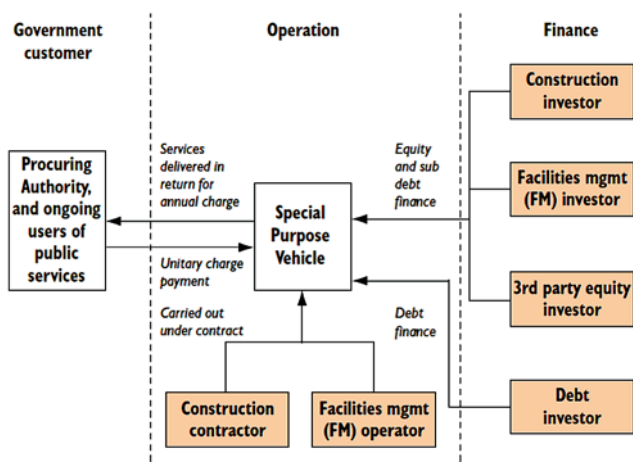 Government
customer
Operation
Finance
Construction
investor
Procuring
Authority,
and ongoing
users of
public
services
Services
delivered in
return for
annual charge
Unitary charge
payment
Carried out
under contract
Special
Purpose
Vehicle
Equity
and sub
debt
finance
Debt
finance
Facilities mgmt
(FM) investor
3rd party equity
investor
Debt
investor
Construction
contractor
Facilities mgmt
(FM) operator